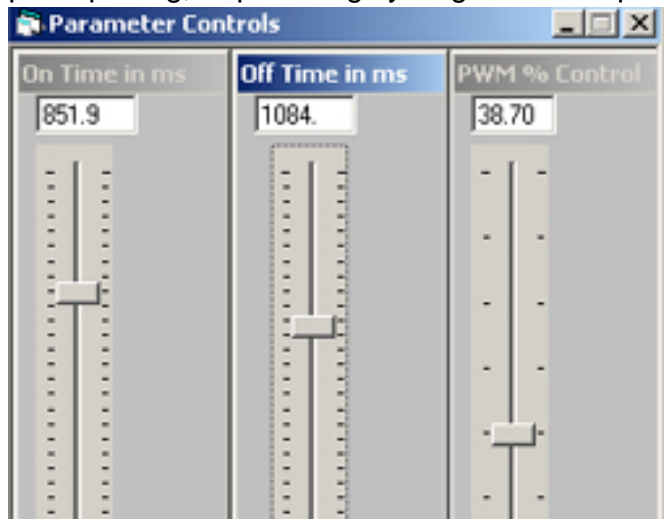 Parameter Controls
On Time in ms
Off Time in ms
PWM % Control
851.9
1084.
38.70